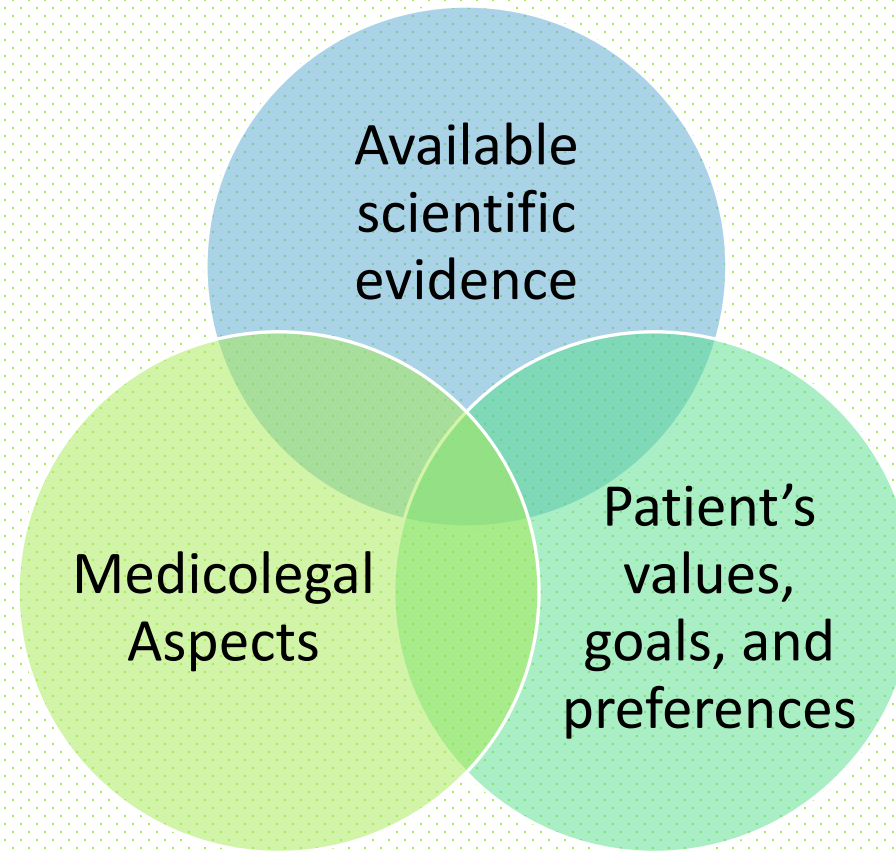 Available
scientific
evidence
Medicolegal
Aspects
Patient’s
values,
goals, and
preferences